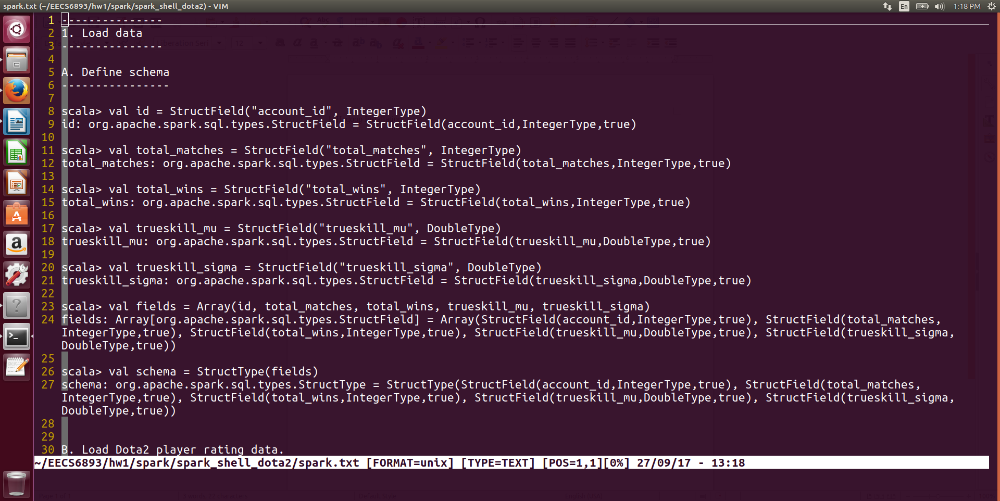 spark.txt (~/EECS6893/hw1/spark/spark_shell_dota2) - VIM
En
1:18 PM
1 ---------------
2 1. Load data
3 ---------------
4
5 A. Define schema
6 ----------------
7
8 scala> val id = StructField("account_id", IntegerType)
9 id: org.apache.spark.sql.types.StructField = StructField(account_id,IntegerType,true)
10
11 scala> val total_matches = StructField("total_matches", IntegerType)
12 total_matches: org.apache.spark.sql.types.StructField = StructField(total_matches,IntegerType,true)
13
14 scala> val total_wins = StructField("total_wins", IntegerType)
15 total_wins: org.apache.spark.sql.types.StructField = StructField(total_wins,IntegerType,true)
16
17 scala> val trueskill_mu = StructField("trueskill_mu", DoubleType)
18 trueskill_mu: org.apache.spark.sql.types.StructField = StructField(trueskill_mu,DoubleType,true)
19
20 scala> val trueskill_sigma = StructField("trueskill_sigma", DoubleType)
21 trueskill_sigma: org.apache.spark.sql.types.StructField = StructField(trueskill_sigma,DoubleType,true)
22
23 scala> val fields = Array(id, total_matches, total_wins, trueskill_mu, trueskill_sigma)
24 fields: Array[org.apache.spark.sql.types.StructField] = Array(StructField(account_id,IntegerType,true), StructField(total_matches,
IntegerType,true), StructField(total_wins,IntegerType,true), StructField(trueskill_mu,DoubleType,true), StructField(trueskill_sigma,
DoubleType,true))
25
26 scala> val schema = StructType(fields)
27 schema: org.apache.spark.sql.types.StructType = StructType(StructField(account_id,IntegerType,true), StructField(total_matches,
IntegerType,true), StructField(total_wins,IntegerType,true), StructField(trueskill_mu,DoubleType,true), StructField(trueskill_sigma,
DoubleType,true))
28
29
30 B. Load Dota2 player rating data.
~/EECS6893/hw1/spark/spark_shell_dota2/spark.txt [FORMAT=unix] [TYPE=TEXT] [POS=1,1][0%] 27/09/17 - 13:18